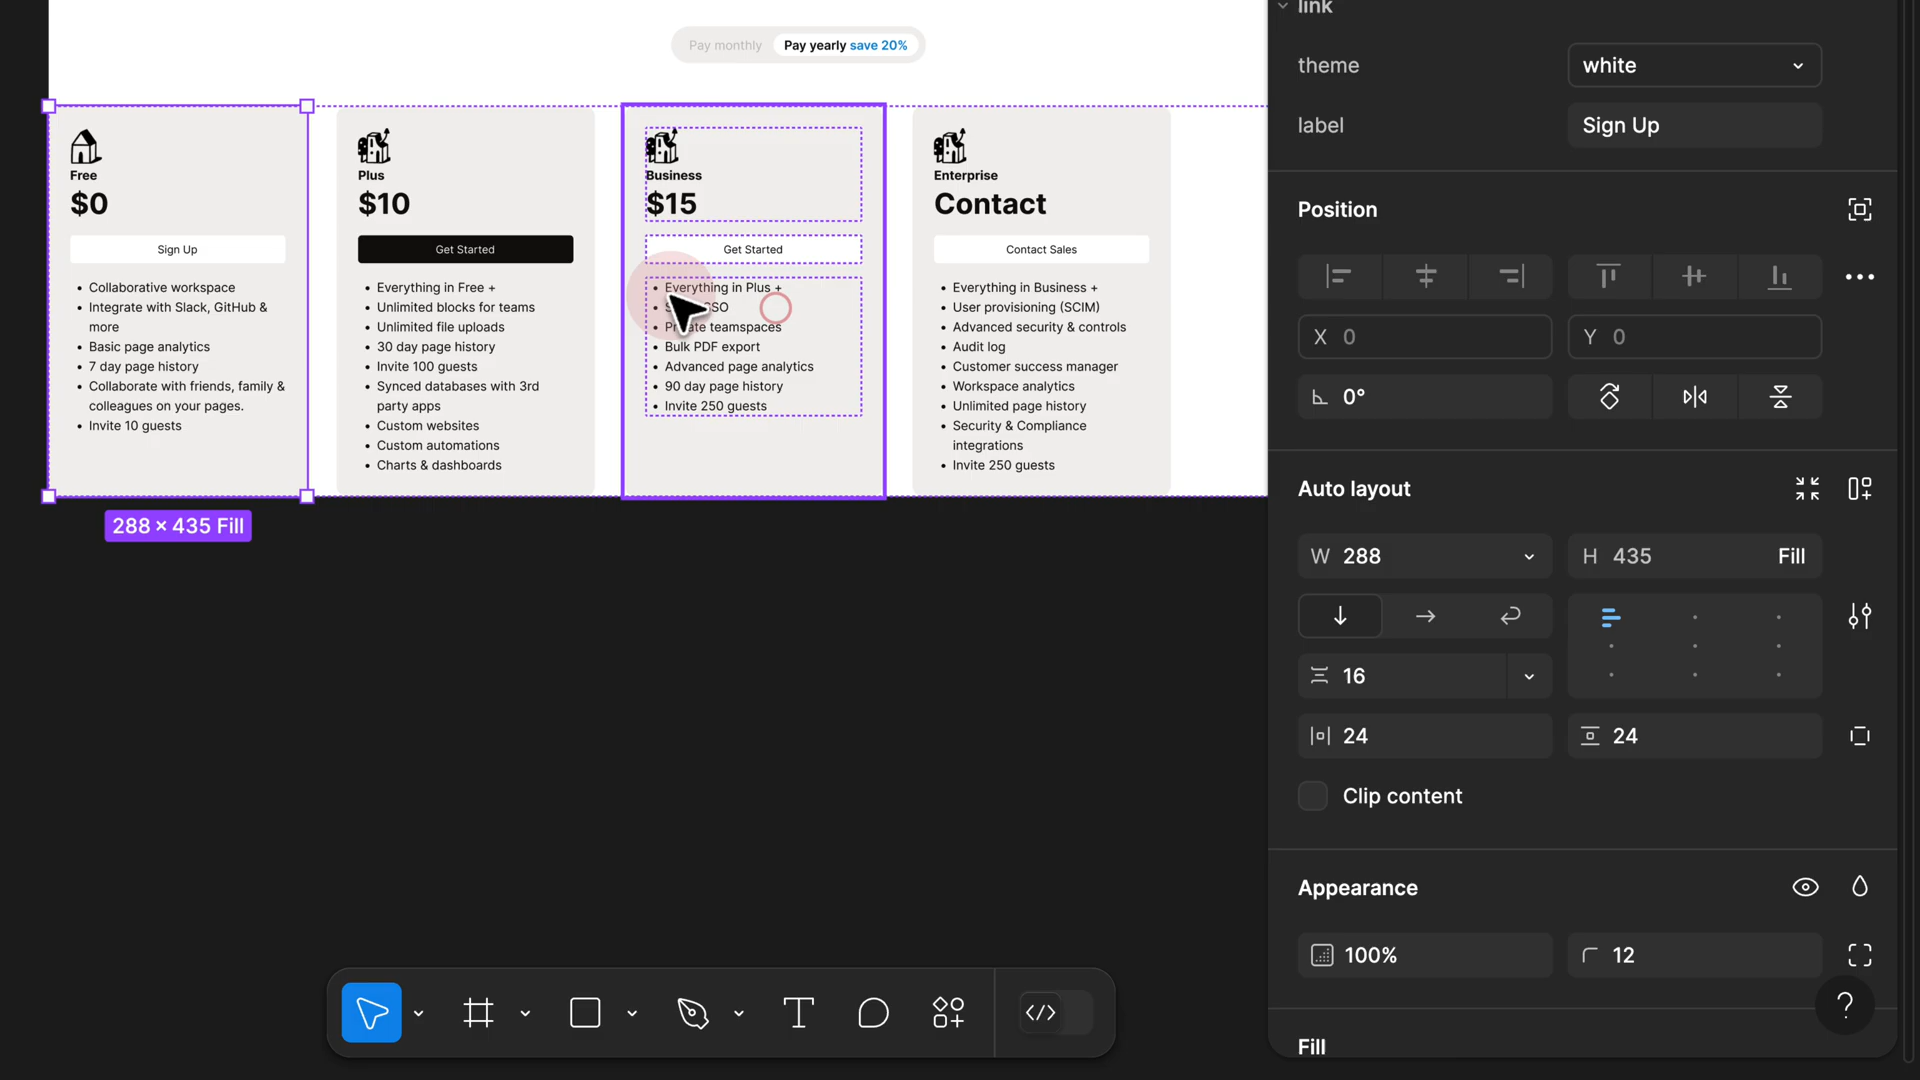 Pay monthly Pay yearly save 20%
Free
$0
Sign Up
Collaborative workspace
Integrate with Slack, GitHub &
more
Basic page analytics
7 day page history
Collaborate with friends, family &
colleagues on your pages.
Invite 10 guests
Plus
$10
Get Started
Everything in Free +
Unlimited blocks for teams
Unlimited file uploads
30 day page history
Invite 100 guests
Synced databases with 3rd
party apps
Custom websites
Custom automations
Charts & dashboards
Business
$15
Get Started
Everything in Plus +
SSO
teamspaces
Bulk PDF export
Advanced page analytics
90 day page history
Invite 250 guests
Enterprise
Contact
Contact Sales
Everything in Business +
User provisioning (SCIM)
Advanced security & controls
Audit log
Customer success manager
Workspace analytics
Unlimited page history
Security & Compliance
integrations
Invite 250 guests
288 × 435 Fill
link
theme white
label Sign Up
Position
X 0 Y 0
0°
Auto layout
W 288 H 435 Fill
16
24 24
Clip content
Appearance
100% 12
Fill
?